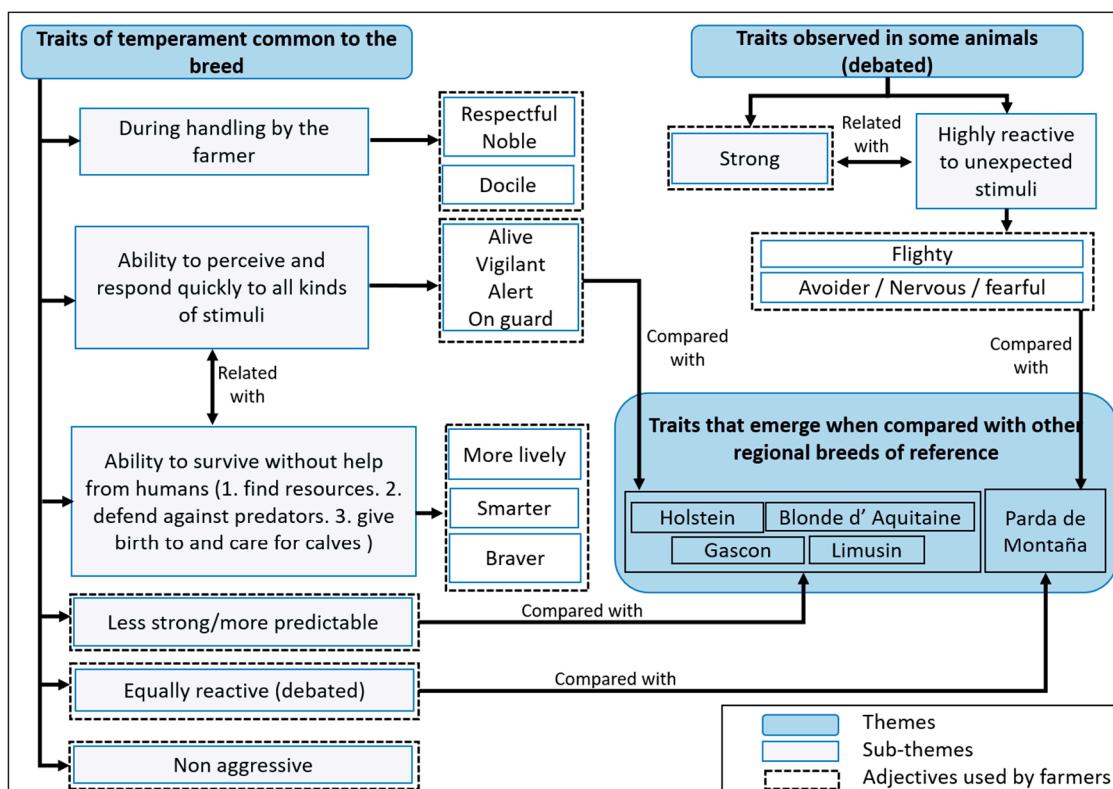 Traits of temperament common to the
breed
During handling by the
farmer
Respectful
Noble
Docile
Ability to perceive and
respond quickly to all kinds
of stimuli
Alive
Vigilant
Alert
On guard
Related
with
Ability to survive without help
from humans (1. find resources. 2.
defend against predators. 3. give
birth to and care for calves )
More lively
Smarter
Braver
Less strong/more predictable
Compared with
Equally reactive (debated)
Compared with
Non aggressive
Traits observed in some animals
(debated)
Strong
Related
with
Highly reactive
to unexpected
stimuli
Flighty
Avoider / Nervous / fearful
Compared
with
Compared
with
Traits that emerge when compared with other
regional breeds of reference
Holstein
Blonde d’ Aquitaine
Gascon
Limusin
Parda de
Montaña
Themes
Sub-themes
Adjectives used by farmers